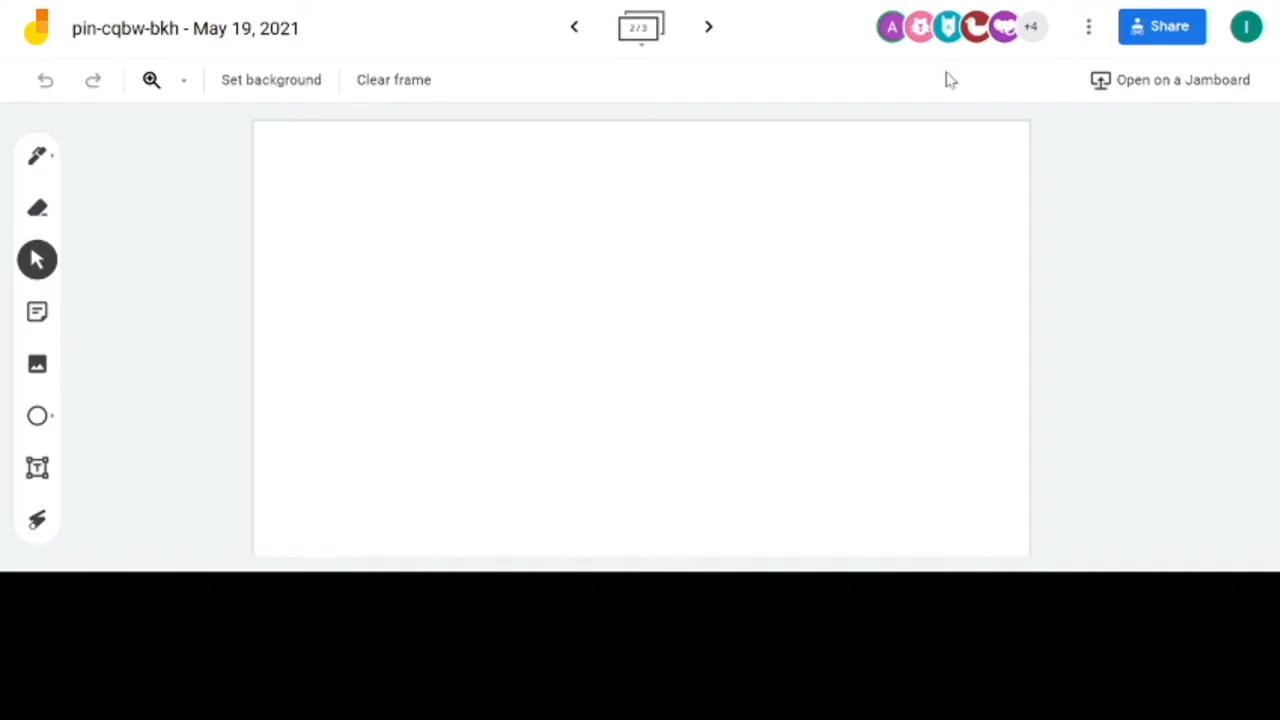 pin-cqbw-bkh - May 19, 2021
2/3
A
+4
Share
I
Set background
Clear frame
Open on a Jamboard
T